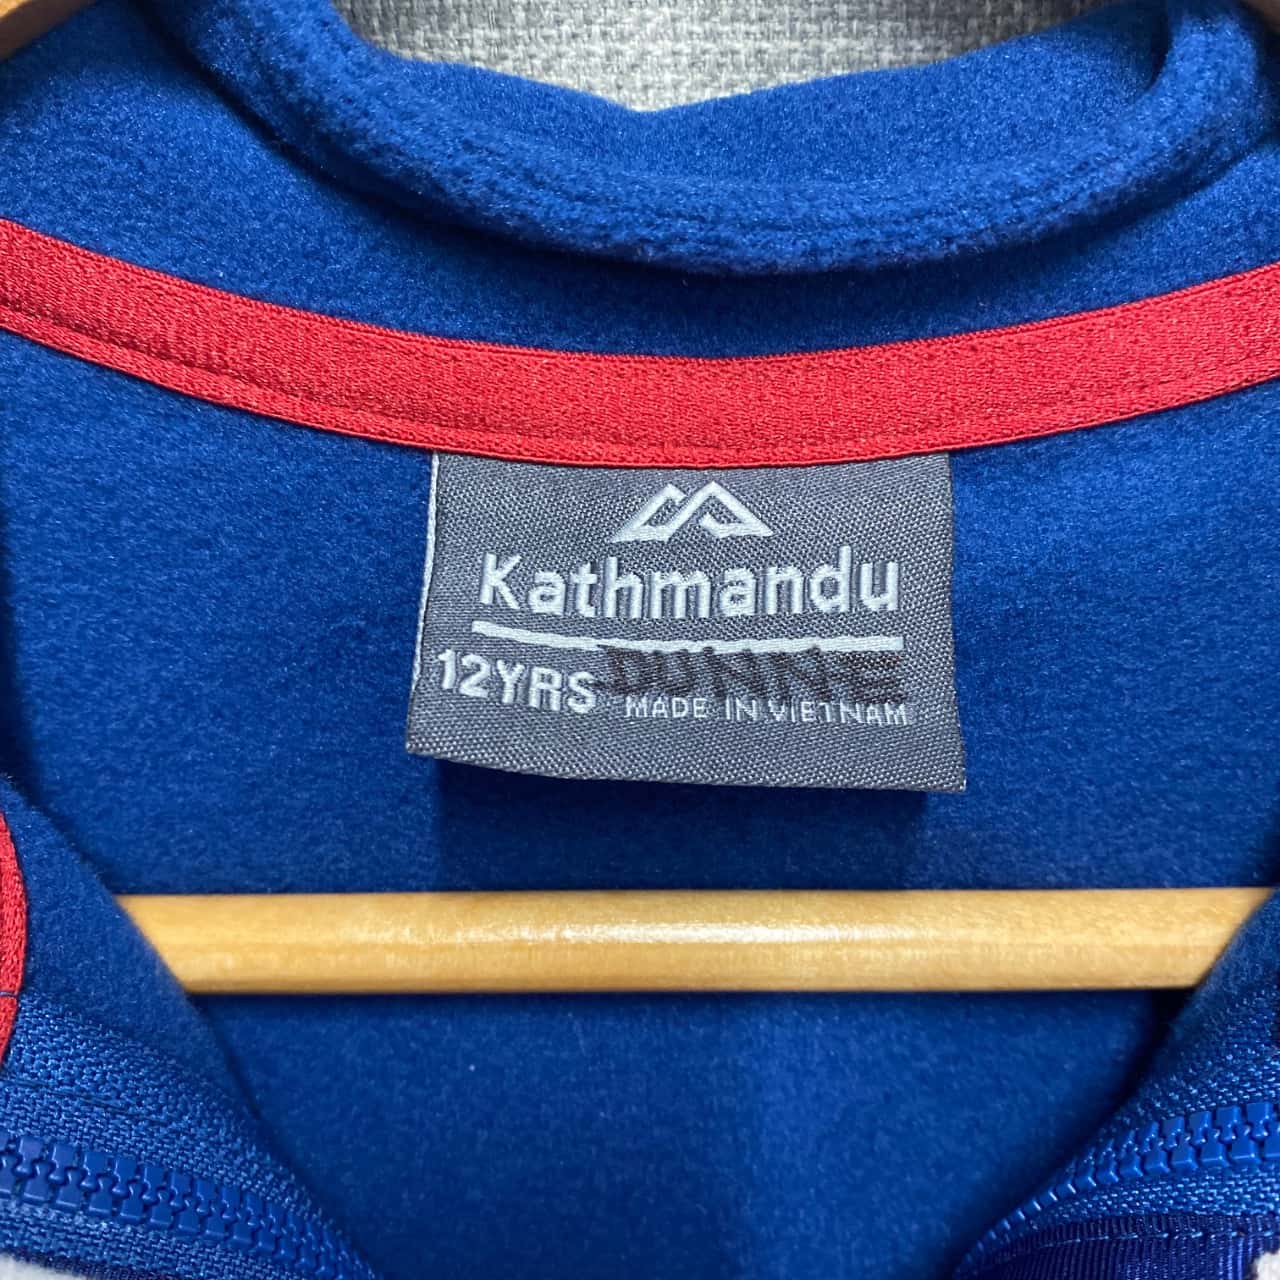 Kathmandu
12YRS DUNNE
MADE IN VIETNAM